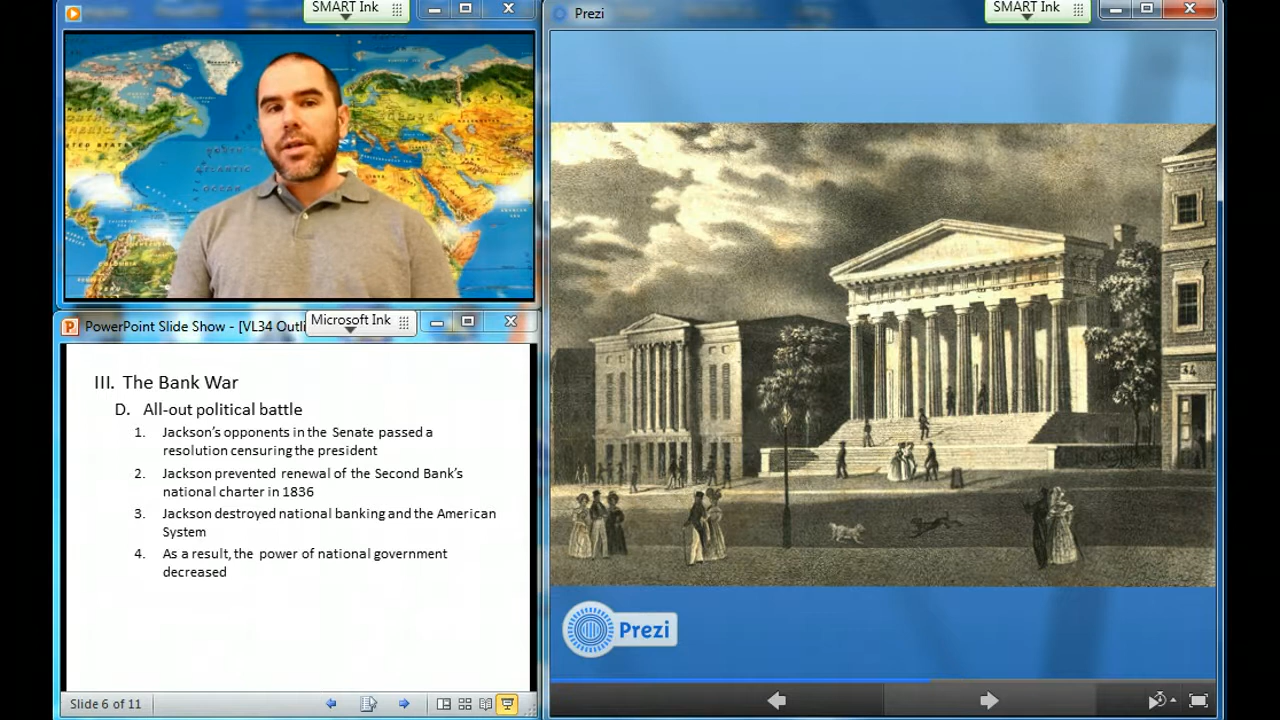 SMART Ink
SMART Ink
Prezi
PowerPoint Slide Show - [VL34 Outli
Microsoft Ink
III. The Bank War
D. All-out political battle
1. Jackson's opponents in the Senate passed a
resolution censuring the president
2. Jackson prevented renewal of the Second Bank's
national charter in 1836
3. Jackson destroyed national banking and the American
System
4. As a result, the power of national government
decreased
Slide 6 of 11
34
Prezi